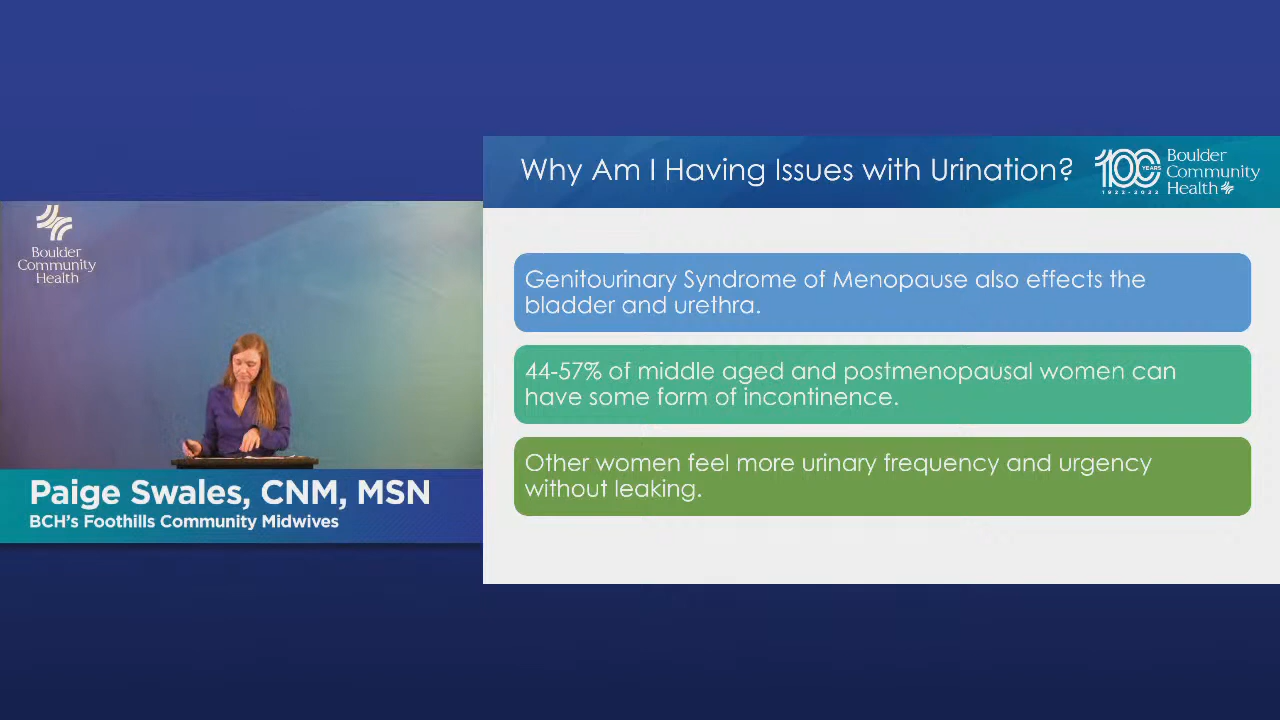 Boulder
Community
Health
Paige Swales, CNM, MSN
BCH's Foothills Community Midwives
Why Am I Having Issues with Urination?
100
YEARS
1922-2022
Boulder
Community
Health
Genitourinary Syndrome of Menopause also effects the
bladder and urethra.
44-57% of middle aged and postmenopausal women can
have some form of incontinence.
Other women feel more urinary frequency and urgency
without leaking.